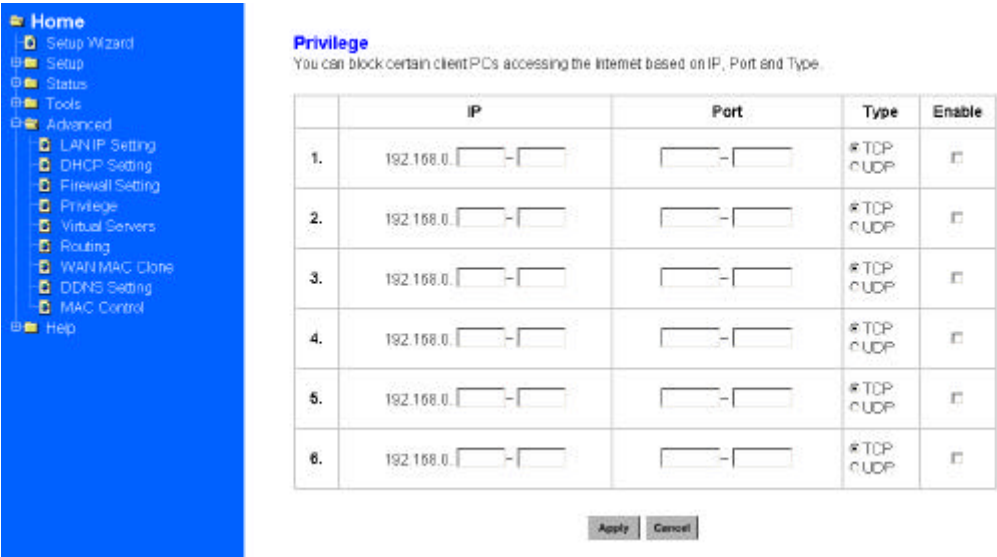 Home
Setup Wizard
Setup
Status
Tools
Advanced
LAN IP Setting
DHCP Setting
Firewall Setting
Privilege
Virtual Servers
Routing
WAN MAC Clone
DDNS Setting
MAC Control
Help
Privilege
You can block certain client PCs accessing the Internet based on IP, Port and Type.
IP Port Type Enable
1. 192.168.0. – – TCP
UDP
2. 192.168.0. – – TCP
UDP
3. 192.168.0. – – TCP
UDP
4. 192.168.0. – – TCP
UDP
5. 192.168.0. – – TCP
UDP
6. 192.168.0. – – TCP
UDP
Apply Cancel